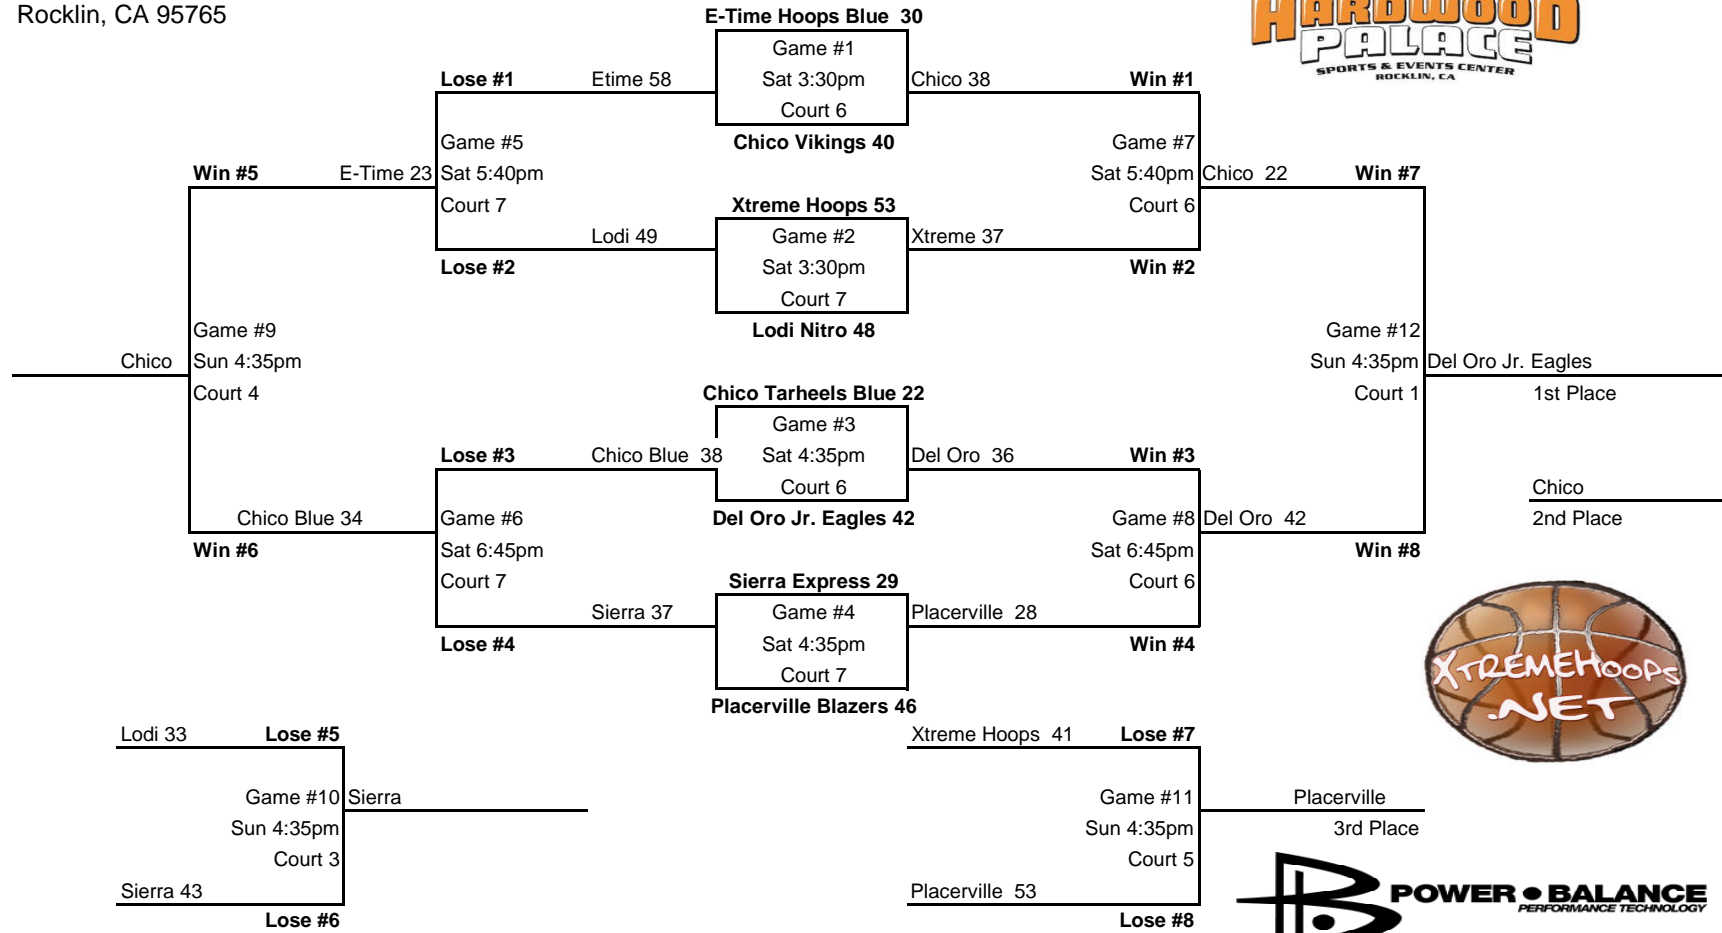 Rocklin, CA 95765
HARDWOOD
PALACE
SPORTS & EVENTS CENTER
ROCKLIN, CA
E-Time Hoops Blue 30
Game #1
Lose #1 Etime 58 Sat 3:30pm Chico 38 Win #1
Court 6
Game #5 Chico Vikings 40 Game #7
Win #5 E-Time 23 Sat 5:40pm Sat 5:40pm Chico 22 Win #7
Court 7 Xtreme Hoops 53 Court 6
Lodi 49 Game #2 Xtreme 37
Lose #2 Sat 3:30pm Win #2
Court 7
Game #9 Lodi Nitro 48 Game #12
Chico Sun 4:35pm Sun 4:35pm Del Oro Jr. Eagles
Court 4 Chico Tarheels Blue 22 Court 1 1st Place
Game #3
Lose #3 Chico Blue 38 Sat 4:35pm Del Oro 36 Win #3
Court 6 Chico
Chico Blue 34 Game #6 Del Oro Jr. Eagles 42 Game #8 Del Oro 42 2nd Place
Win #6 Sat 6:45pm Sat 6:45pm Win #8
Court 7 Sierra Express 29 Court 6
Sierra 37 Game #4 Placerville 28
Lose #4 Sat 4:35pm Win #4
Court 7
XTREMEHOOPS
.NET
Placerville Blazers 46
Lodi 33 Lose #5 Xtreme Hoops 41 Lose #7
Game #10 Sierra Game #11 Placerville
Sun 4:35pm Sun 4:35pm 3rd Place
Court 3 Court 5
Sierra 43 Placerville 53
POWER • BALANCE
PERFORMANCE TECHNOLOGY
Lose #6 Lose #8